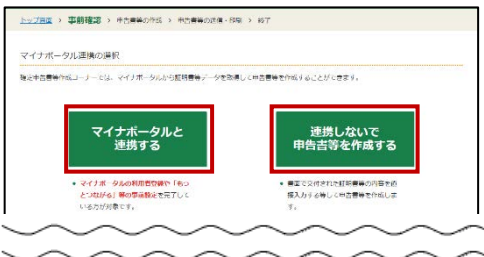 トップ画面 > 事前確認 > 申告書等の作成 > 申告書等の送信・印刷 > 終了
マイナポータル連携の選択
確定申告書等作成コーナーでは、マイナポータルから証明書等データを取得して申告書等を作成することができます。
マイナポータルと
連携する
• マイナポータルの利用者登録や「もっ
とつながる」等の事前設定を完了して
いる方が対象です。
連携しないで
申告書等を作成する
• 書面で交付された証明書等の内容を直
接入力する等して申告書等を作成しま
す。